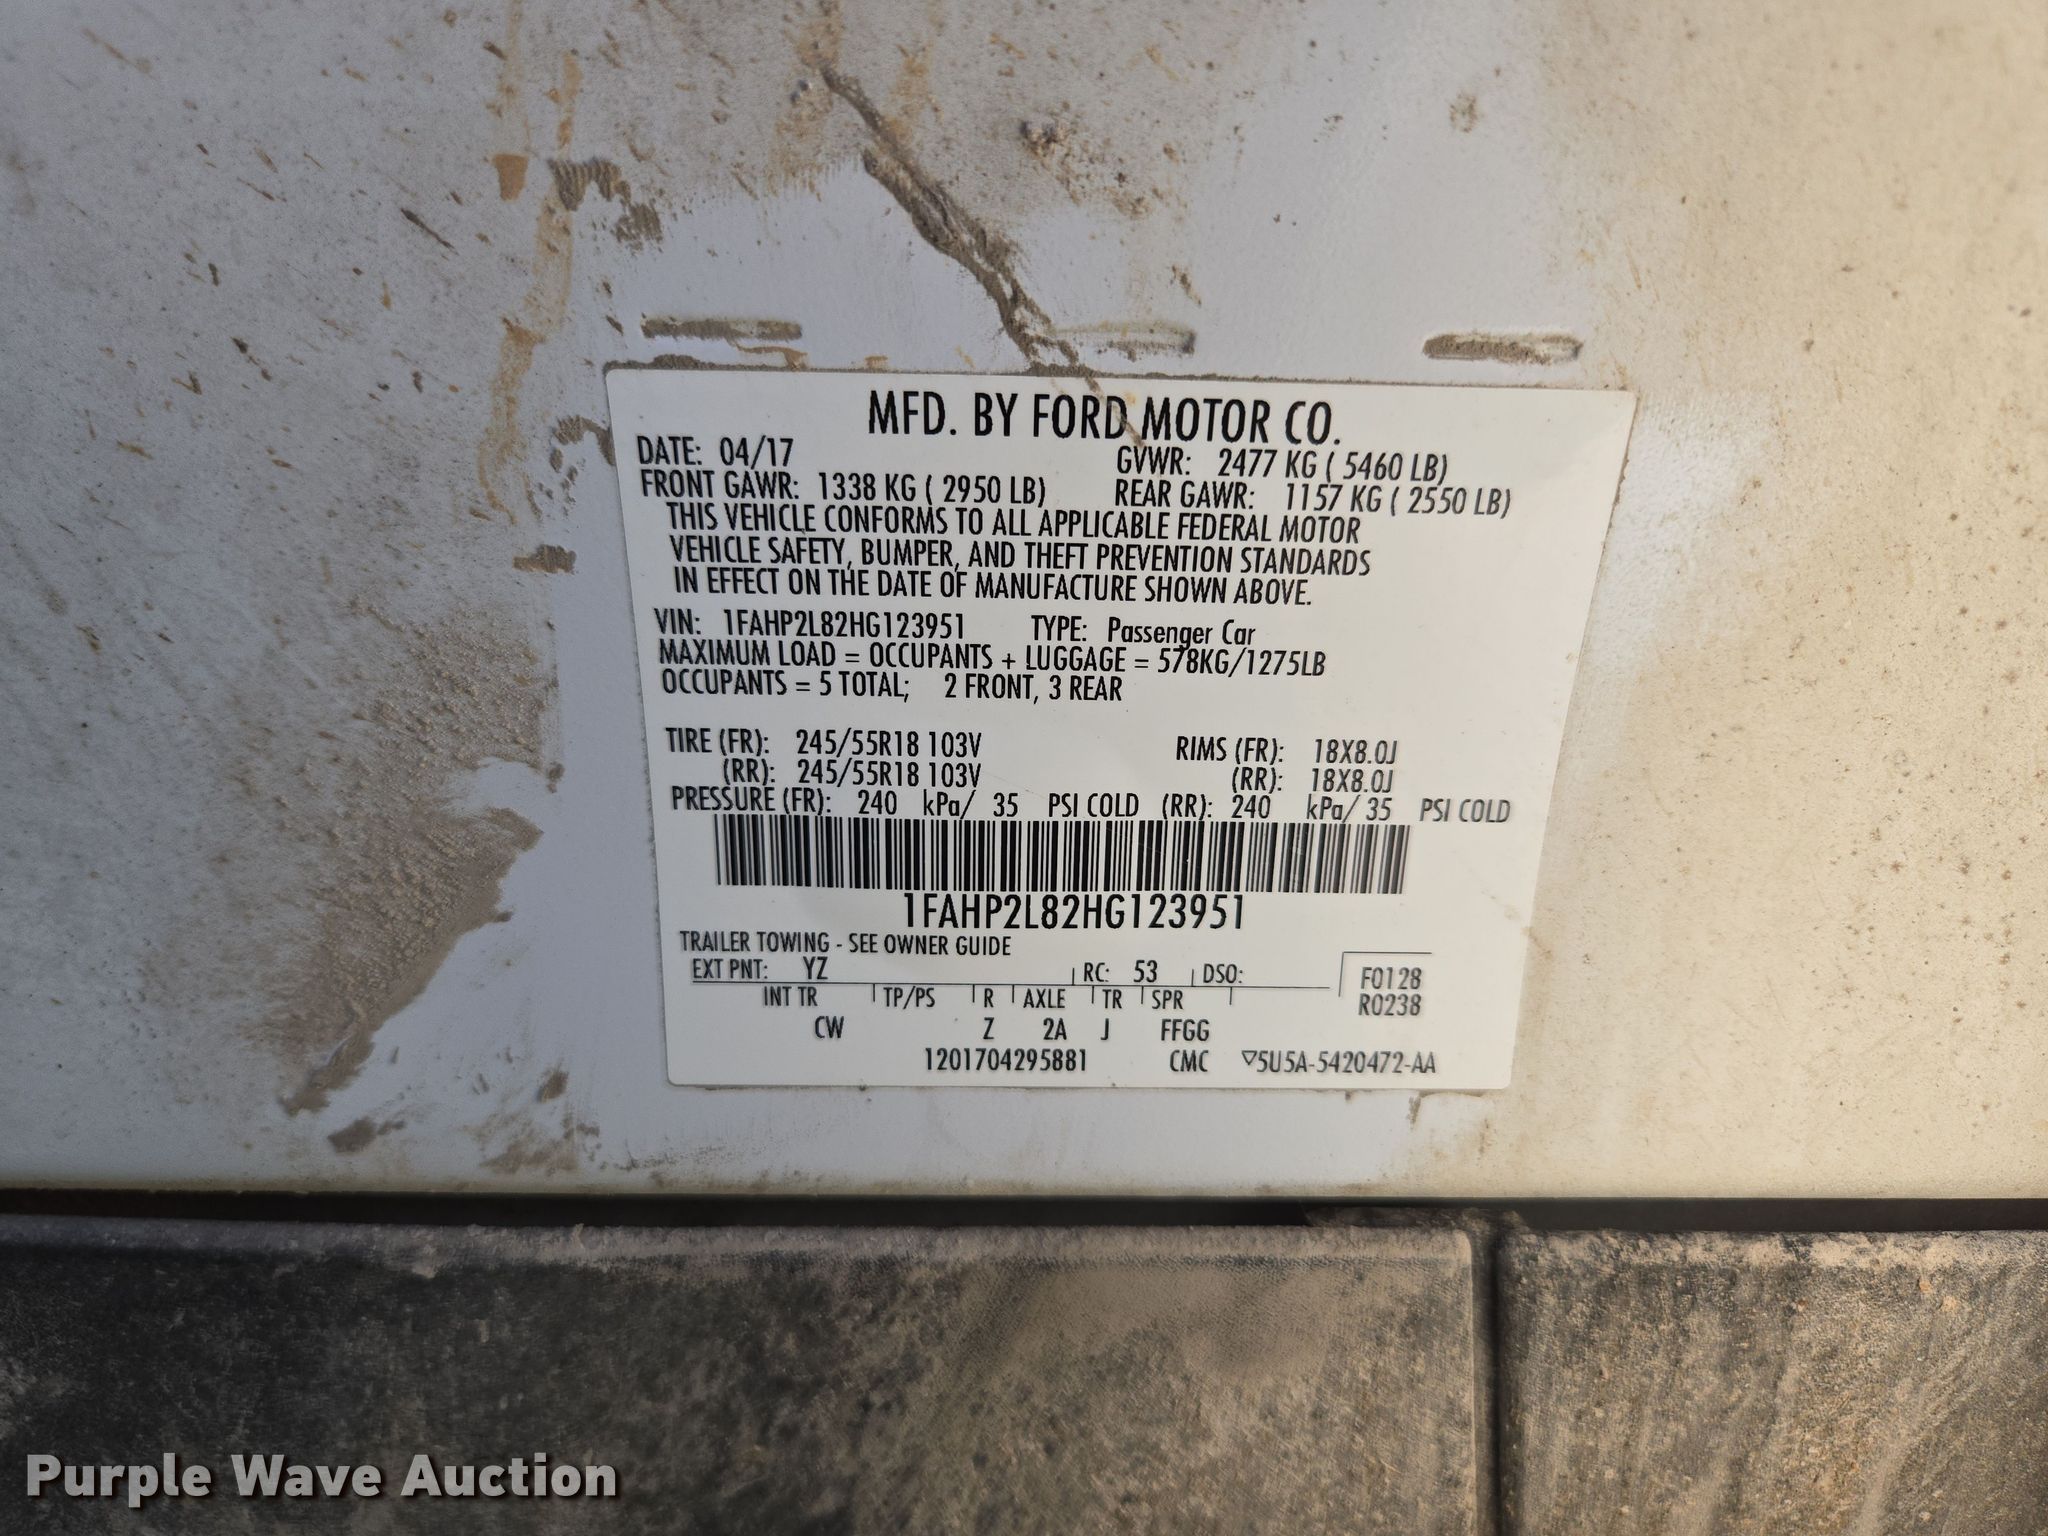 MFD. BY FORD MOTOR CO.
DATE: 04/17 GVWR: 2477 KG ( 5460 LB)
FRONT GAWR: 1338 KG ( 2950 LB) REAR GAWR: 1157 KG ( 2550 LB)
THIS VEHICLE CONFORMS TO ALL APPLICABLE FEDERAL MOTOR
VEHICLE SAFETY, BUMPER, AND THEFT PREVENTION STANDARDS
IN EFFECT ON THE DATE OF MANUFACTURE SHOWN ABOVE.
VIN: 1FAHP2L82HG123951 TYPE: Passenger Car
MAXIMUM LOAD = OCCUPANTS + LUGGAGE = 578KG/1275LB
OCCUPANTS = 5 TOTAL; 2 FRONT, 3 REAR
TIRE (FR): 245/55R18 103V RIMS (FR): 18X8.0J
(RR): 245/55R18 103V (RR): 18X8.0J
PRESSURE (FR): 240 kPa/ 35 PSI COLD (RR): 240 kPa/ 35 PSI COLD
1FAHP2L82HG123951
TRAILER TOWING - SEE OWNER GUIDE
EXT PNT: YZ RC: 53 DSO: F0128
INT TR TP/PS R AXLE TR SPR R0238
CW Z 2A J FFGG
1201704295881 CMC ▽5U5A-5420472-AA
Purple Wave Auction